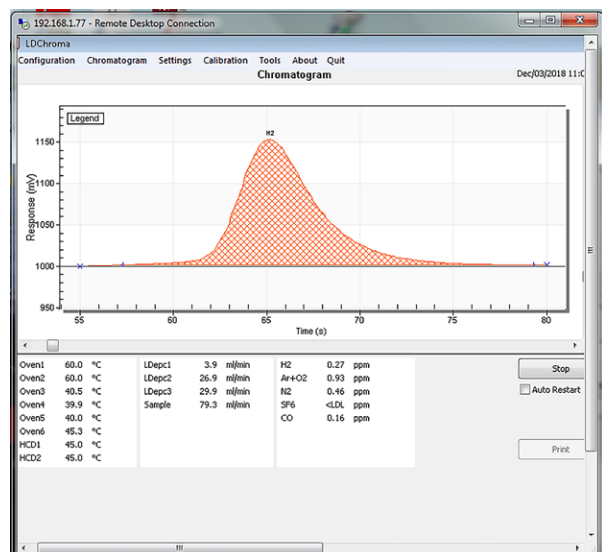 192.168.1.77 - Remote Desktop Connection
LDChroma
Configuration Chromatogram Settings Calibration Tools About Quit
Chromatogram Dec/03/2018 11:0
Legend
H2
1150
1100
1050
1000
950
Response (mV)
55 60 65 70 75 80
Time (s)
Oven1 60.0 °C LDepc1 3.9 ml/min H2 0.27 ppm Stop
Oven2 60.0 °C LDepc2 26.9 ml/min Ar+O2 0.93 ppm Auto Restart
Oven3 40.5 °C LDepc3 29.9 ml/min N2 0.46 ppm
Oven4 39.9 °C Sample 79.3 ml/min SF6 <LDL ppm
Oven5 40.0 °C CO 0.16 ppm
Oven6 45.3 °C
HCD1 45.0 °C Print
HCD2 45.0 °C